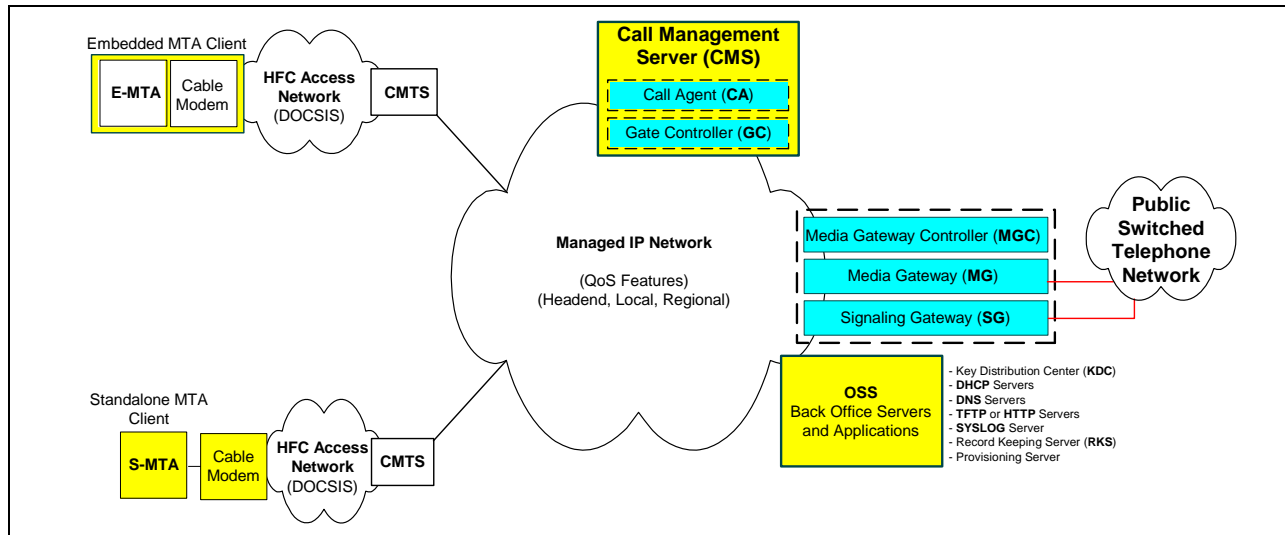 Embedded MTA Client
E-MTA
Cable
Modem
HFC Access
Network
(DOCSIS)
CMTS
Call Management
Server (CMS)
Call Agent (CA)
Gate Controller (GC)
Managed IP Network
(QoS Features)
(Headend, Local, Regional)
Media Gateway Controller (MGC)
Media Gateway (MG)
Signaling Gateway (SG)
Public
Switched
Telephone
Network
OSS
Back Office Servers
and Applications
- Key Distribution Center (KDC)
- DHCP Servers
- DNS Servers
- TFTP or HTTP Servers
- SYSLOG Server
- Record Keeping Server (RKS)
- Provisioning Server
Standalone MTA
Client
S-MTA
Cable
Modem
HFC Access
Network
(DOCSIS)
CMTS